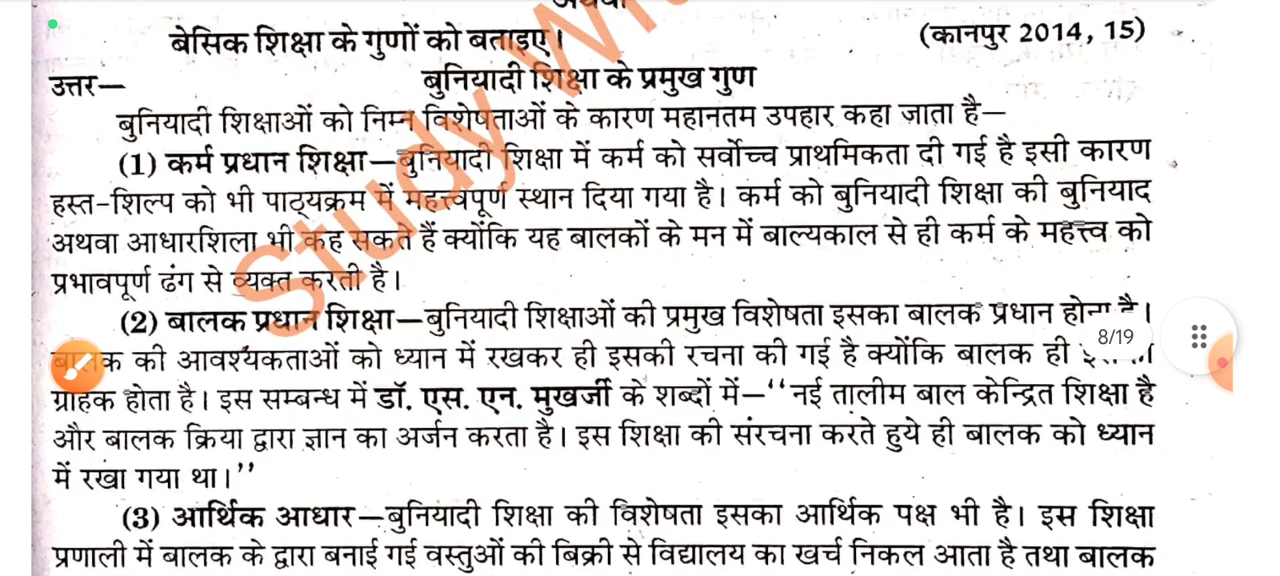 अथवा
बेसिक शिक्षा के गुणों को बताइए। (कानपुर 2014, 15)
उत्तर— बुनियादी शिक्षा के प्रमुख गुण
बुनियादी शिक्षाओं को निम्न विशेषताओं के कारण महानतम उपहार कहा जाता है—
(1) कर्म प्रधान शिक्षा—बुनियादी शिक्षा में कर्म को सर्वोच्च प्राथमिकता दी गई है इसी कारण
हस्त-शिल्प को भी पाठ्यक्रम में महत्त्वपूर्ण स्थान दिया गया है। कर्म को बुनियादी शिक्षा की बुनियाद
अथवा आधारशिला भी कह सकते हैं क्योंकि यह बालकों के मन में बाल्यकाल से ही कर्म के महत्त्व को
प्रभावपूर्ण ढंग से व्यक्त करती है।
(2) बालक प्रधान शिक्षा—बुनियादी शिक्षाओं की प्रमुख विशेषता इसका बालक प्रधान होना है।
8/19
बालक की आवश्यकताओं को ध्यान में रखकर ही इसकी रचना की गई है क्योंकि बालक ही
ग्राहक होता है। इस सम्बन्ध में डॉ. एस. एन. मुखर्जी के शब्दों में—‘‘नई तालीम बाल केन्द्रित शिक्षा है
और बालक क्रिया द्वारा ज्ञान का अर्जन करता है। इस शिक्षा की संरचना करते हुये ही बालक को ध्यान
में रखा गया था।’’
(3) आर्थिक आधार—बुनियादी शिक्षा की विशेषता इसका आर्थिक पक्ष भी है। इस शिक्षा
प्रणाली में बालक के द्वारा बनाई गई वस्तुओं की बिक्री से विद्यालय का खर्च निकल आता है तथा बालक
Study